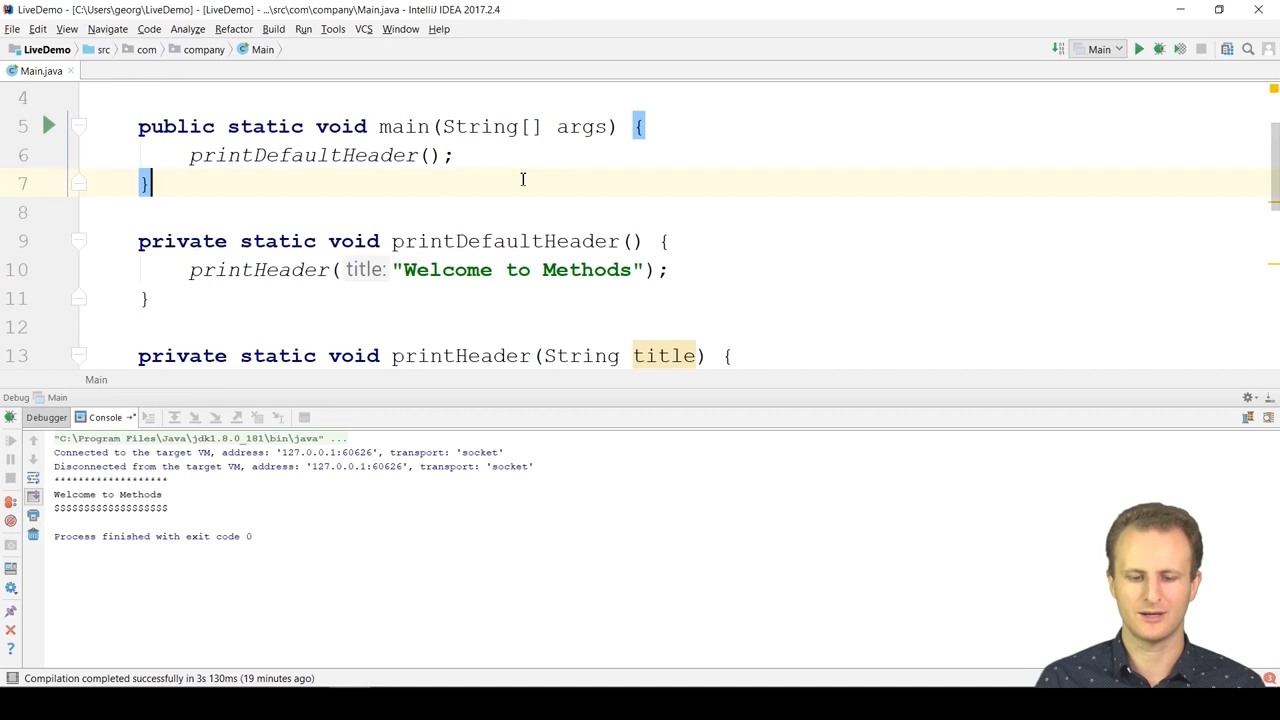 LiveDemo - [C:\Users\georg\LiveDemo] - [LiveDemo] - ...\src\com\company\Main.java - IntelliJ IDEA 2017.2.4
File Edit View Navigate Code Analyze Refactor Build Run Tools VCS Window Help
LiveDemo src com company Main Main
Main.java
4
5 public static void main(String[] args) {
6 printDefaultHeader();
7 }
8
9 private static void printDefaultHeader() {
10 printHeader( title: "Welcome to Methods");
11 }
12
13 private static void printHeader(String title) {
Main
Debug Main
Debugger Console
"C:\Program Files\Java\jdk1.8.0_181\bin\java" ...
Connected to the target VM, address: '127.0.0.1:60626', transport: 'socket'
Disconnected from the target VM, address: '127.0.0.1:60626', transport: 'socket'
*******************
Welcome to Methods
$$$$$$$$$$$$$$$$$$$
Process finished with exit code 0
Compilation completed successfully in 3s 130ms (19 minutes ago)